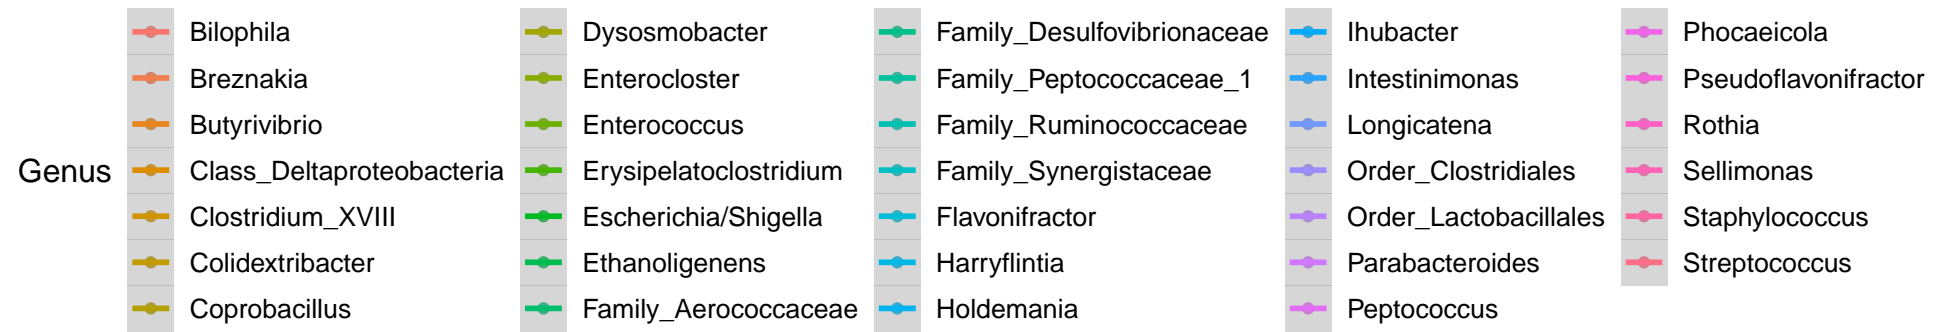 Genus
Bilophila
Breznakia
Butyrivibrio
Class_Deltaproteobacteria
Clostridium_XVIII
Colidextribacter
Coprobacillus
Dysosmobacter
Enterocloster
Enterococcus
Erysipelatoclostridium
Escherichia/Shigella
Ethanoligenens
Family_Aerococcaceae
Family_Desulfovibrionaceae
Family_Peptococcaceae_1
Family_Ruminococcaceae
Family_Synergistaceae
Flavonifractor
Harryflintia
Holdemania
Ihubacter
Intestinimonas
Longicatena
Order_Clostridiales
Order_Lactobacillales
Parabacteroides
Peptococcus
Phocaeicola
Pseudoflavonifractor
Rothia
Sellimonas
Staphylococcus
Streptococcus